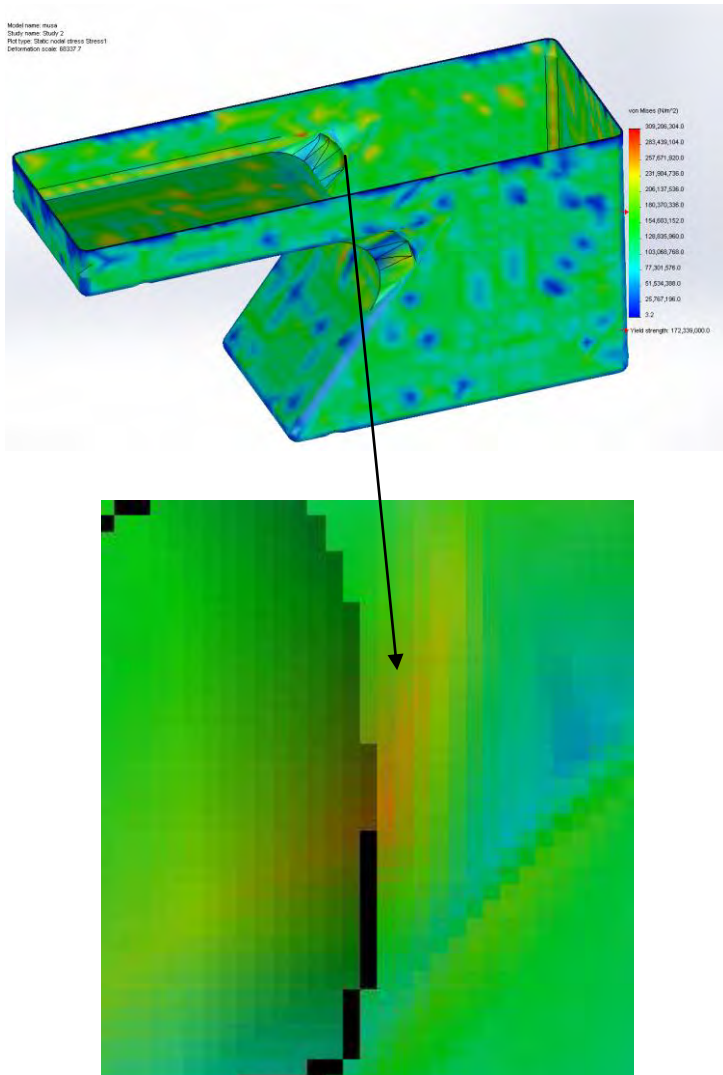 Model name: musa
Study name: Study 2
Plot type: Static nodal stress Stress1
Deformation scale: 68337.7
von Mises (N/m^2)
309,206,304.0
283,439,104.0
257,671,920.0
231,904,736.0
206,137,536.0
180,370,336.0
154,603,152.0
128,835,960.0
103,068,768.0
77,301,576.0
51,534,388.0
25,767,196.0
3.2
Yield strength: 172,339,000.0